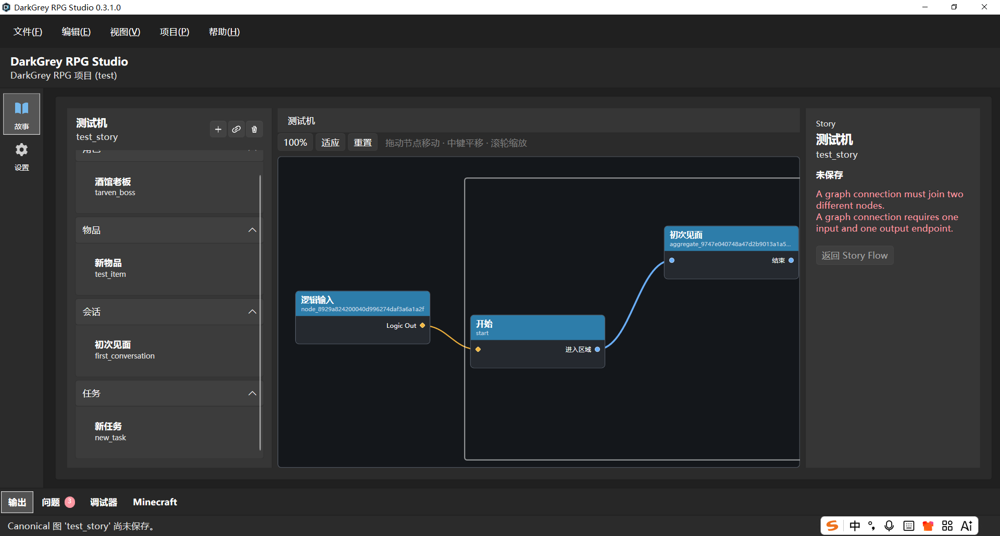 DarkGrey RPG Studio 0.3.1.0
文件(F) 编辑(E) 视图(V) 项目(P) 帮助(H)
DarkGrey RPG Studio
DarkGrey RPG 项目 (test)
故事
设置
测试机
test_story
角色
酒馆老板
tarven_boss
物品
新物品
test_item
会话
初次见面
first_conversation
任务
新任务
new_task
测试机
100% 适应 重置 拖动节点移动 · 中键平移 · 滚轮缩放
逻辑输入
node_8929a824200040d996274daf3a6a1a2f
Logic Out
开始
start
进入区域
初次见面
aggregate_9747e040748a47d2b9013a1a5...
结束
Story
测试机
test_story
未保存
A graph connection must join two
different nodes.
A graph connection requires one
input and one output endpoint.
返回 Story Flow
输出 问题 3 调试器 Minecraft
Canonical 图 'test_story' 尚未保存。
中